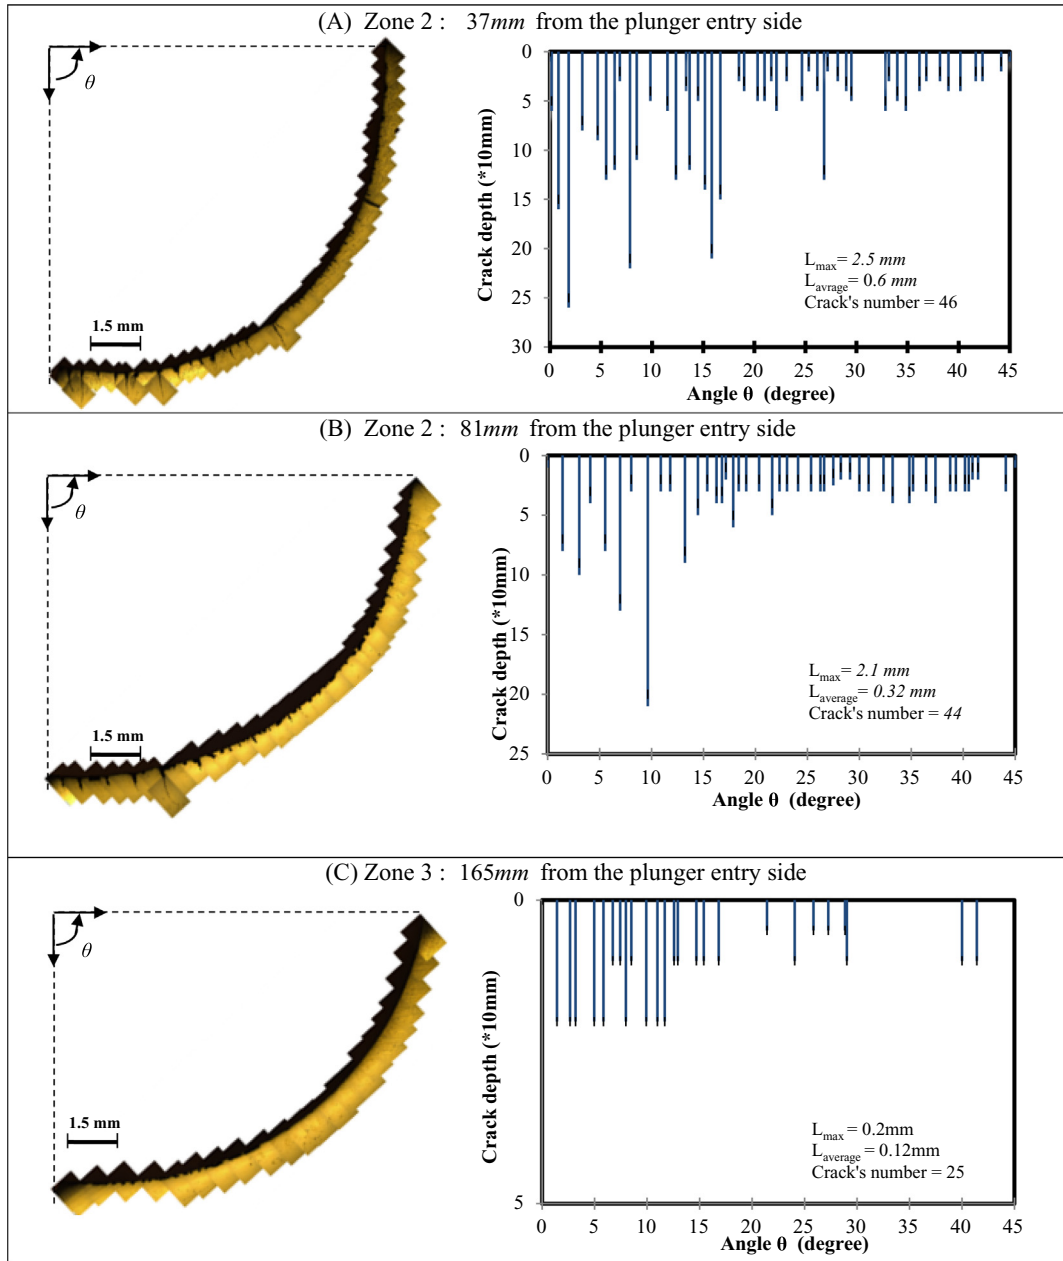 (A) Zone 2 : 37mm from the plunger entry side
θ
1.5 mm
Crack depth (*10mm)
0
5
10
15
20
25
30
0 5 10 15 20 25 30 35 40 45
Angle θ (degree)
Lmax= 2.5 mm
Lavrage= 0.6 mm
Crack's number = 46
(B) Zone 2 : 81mm from the plunger entry side
θ
1.5 mm
Crack depth (*10mm)
0
5
10
15
20
25
0 5 10 15 20 25 30 35 40 45
Angle θ (degree)
Lmax= 2.1 mm
Laverage= 0.32 mm
Crack's number = 44
(C) Zone 3 : 165mm from the plunger entry side
θ
1.5 mm
Crack depth (*10mm)
0
5
0 5 10 15 20 25 30 35 40 45
Angle θ (degree)
Lmax = 0.2mm
Laverage = 0.12mm
Crack's number = 25